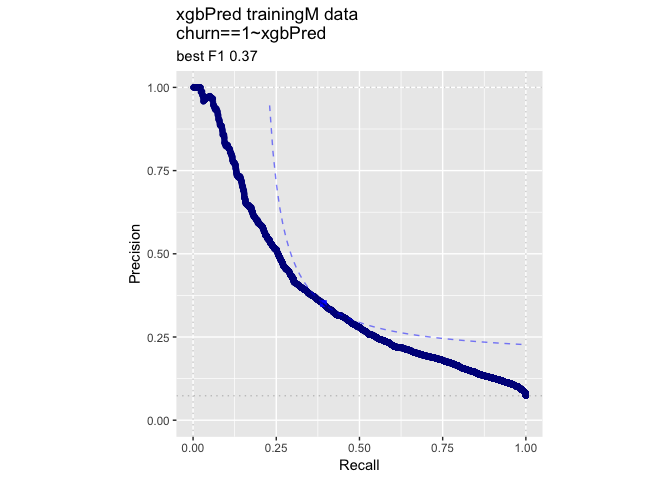 xgbPred trainingM data
churn==1~xgbPred
best F1 0.37
1.00
0.75
0.50
0.25
0.00
Precision
0.00 0.25 0.50 0.75 1.00
Recall